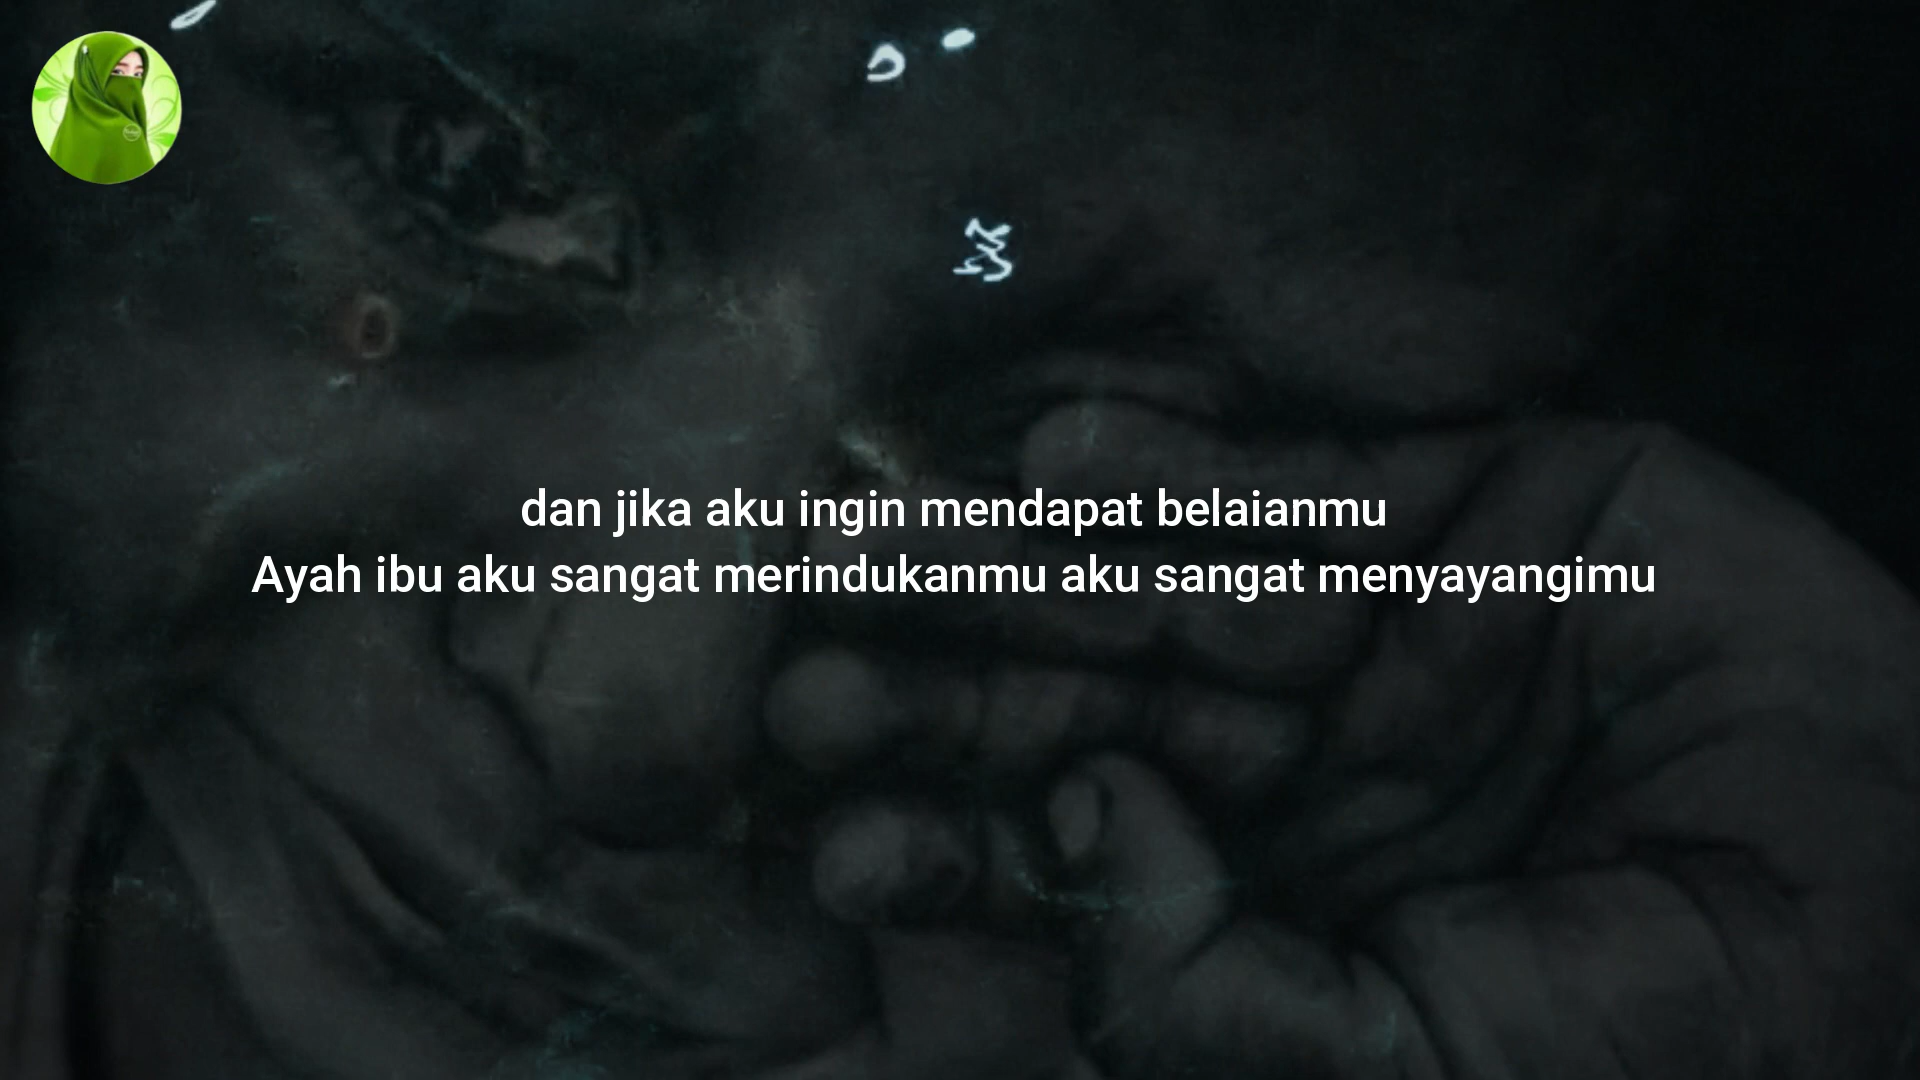 dan jika aku ingin mendapat belaianmu
Ayah ibu aku sangat merindukanmu aku sangat menyayangimu